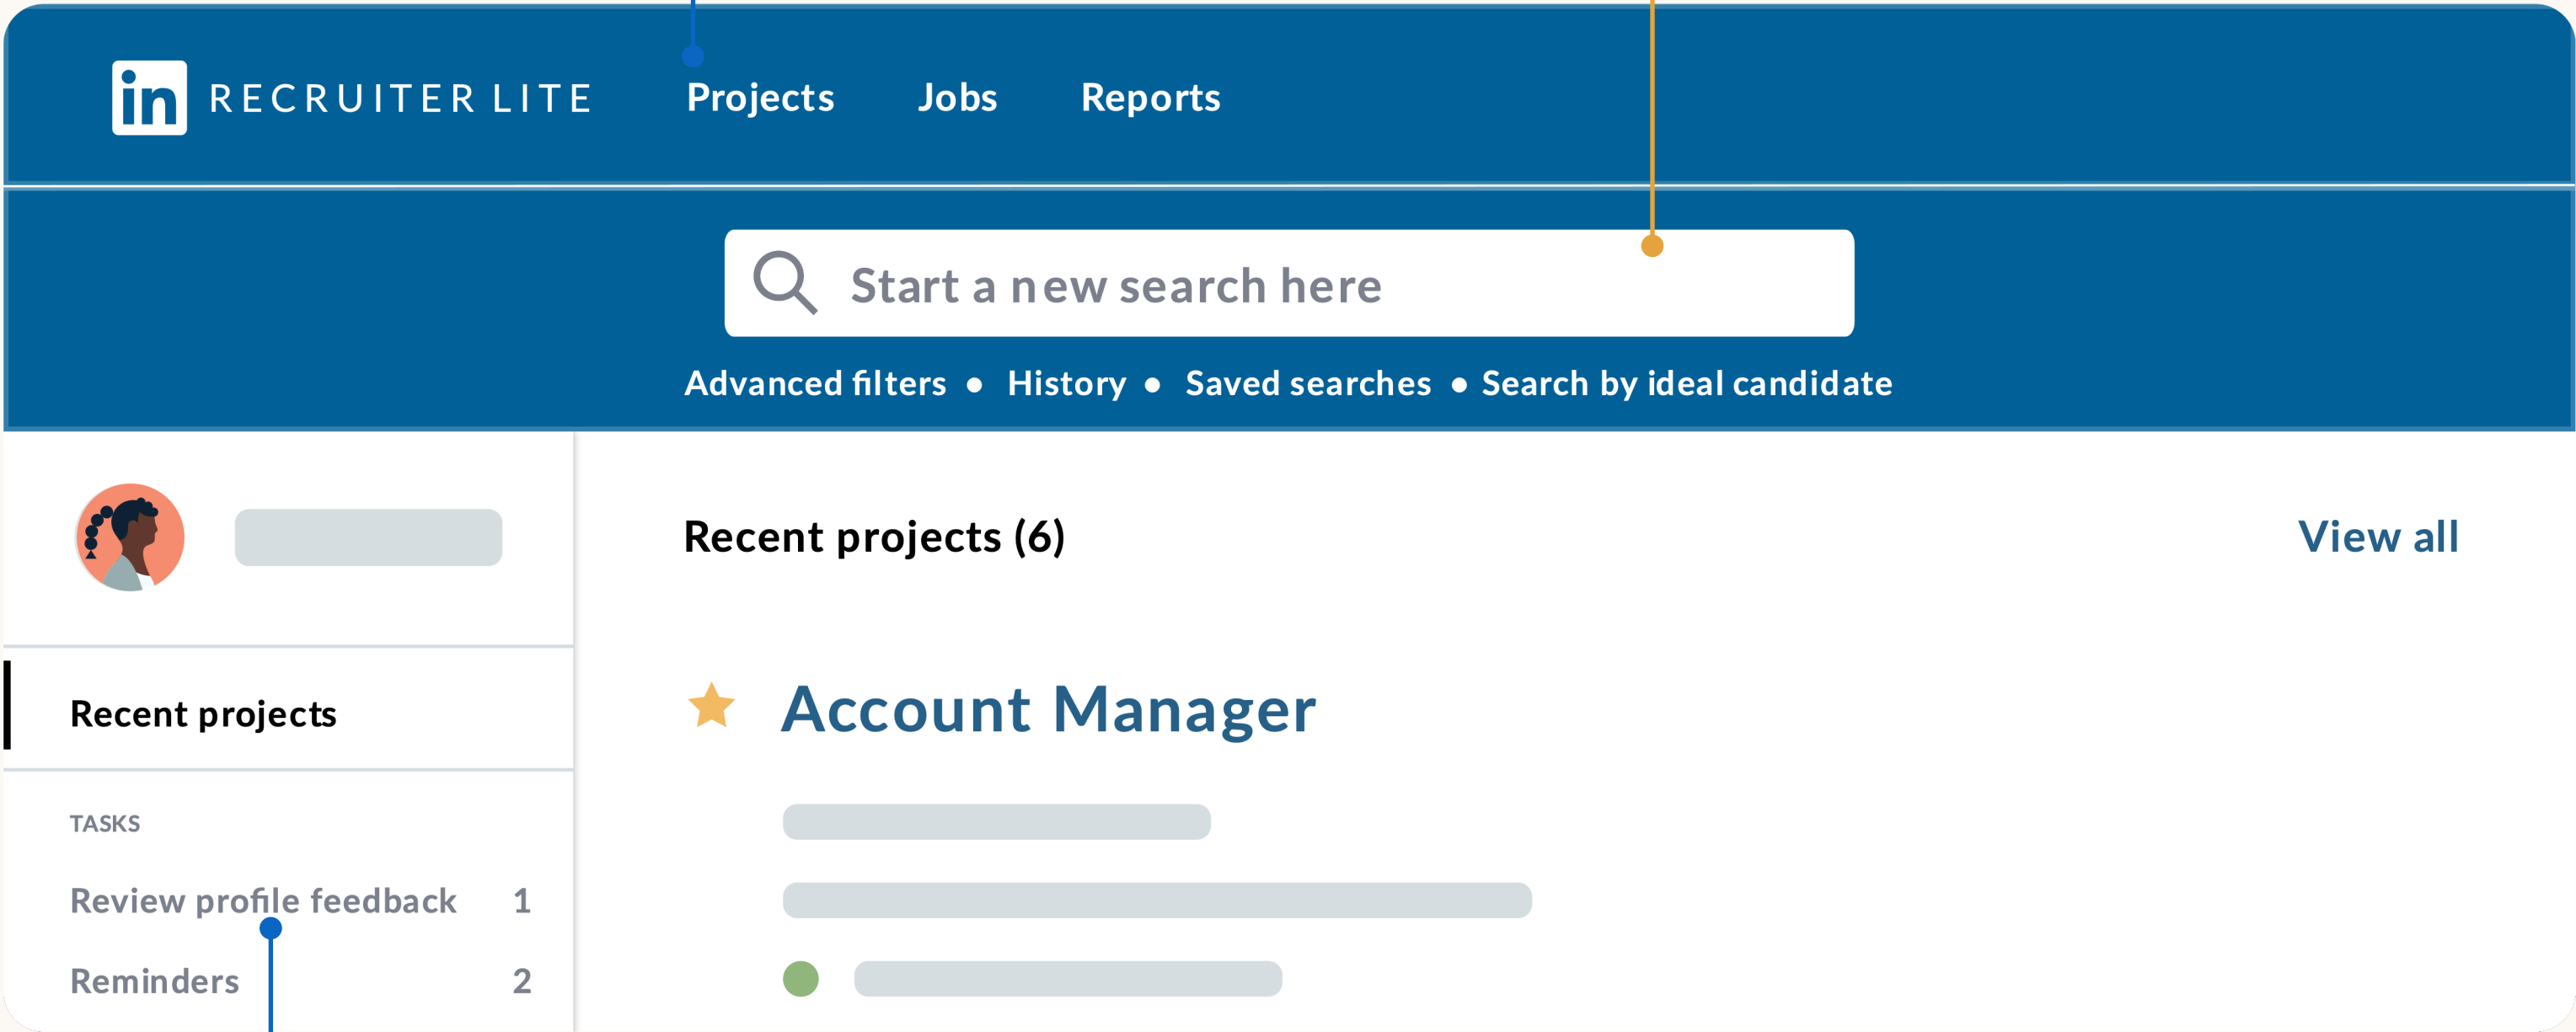 in RECRUITER LITE Projects Jobs Reports
Start a new search here
Advanced filters • History • Saved searches • Search by ideal candidate
Recent projects (6) View all
Recent projects
Account Manager
TASKS
Review profile feedback 1
Reminders 2